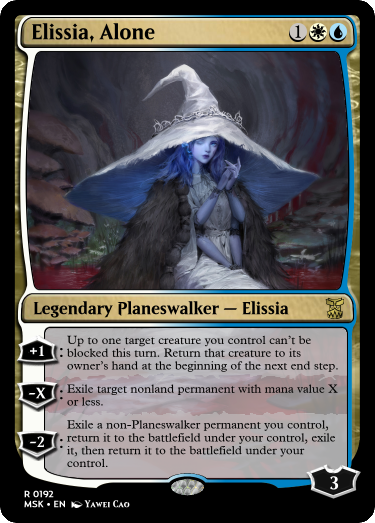 Elissia, Alone 1
Legendary Planeswalker — Elissia
+1 : Up to one target creature you control can't be
blocked this turn. Return that creature to its
owner's hand at the beginning of the next end step.
-X : Exile target nonland permanent with mana value X
or less.
-2 : Exile a non-Planeswalker permanent you control,
return it to the battlefield under your control, exile
it, then return it to the battlefield under your
control.
3
R 0192
MSK • EN Yawei Cao